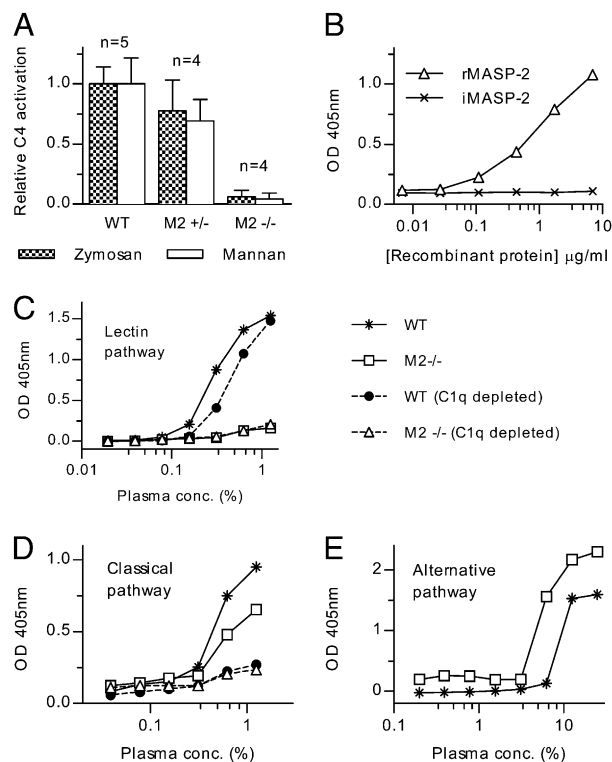 A
n=5
n=4
n=4
Relative C4 activation
1.0
0.5
0.0
WT
M2 +/-
M2 -/-
Zymosan
Mannan
B
rMASP-2
iMASP-2
OD 405nm
1.0
0.5
0.0
0.01
0.1
1
10
[Recombinant protein] µg/ml
C
Lectin
pathway
OD 405nm
1.5
1.0
0.5
0.0
0.01
0.1
1
Plasma conc. (%)
WT
M2-/-
WT (C1q depleted)
M2 -/- (C1q depleted)
D
Classical
pathway
OD 405nm
1.0
0.5
0.0
0.1
1
Plasma conc. (%)
E
Alternative
pathway
OD 405nm
2
1
0
0.1
1
10
Plasma conc. (%)